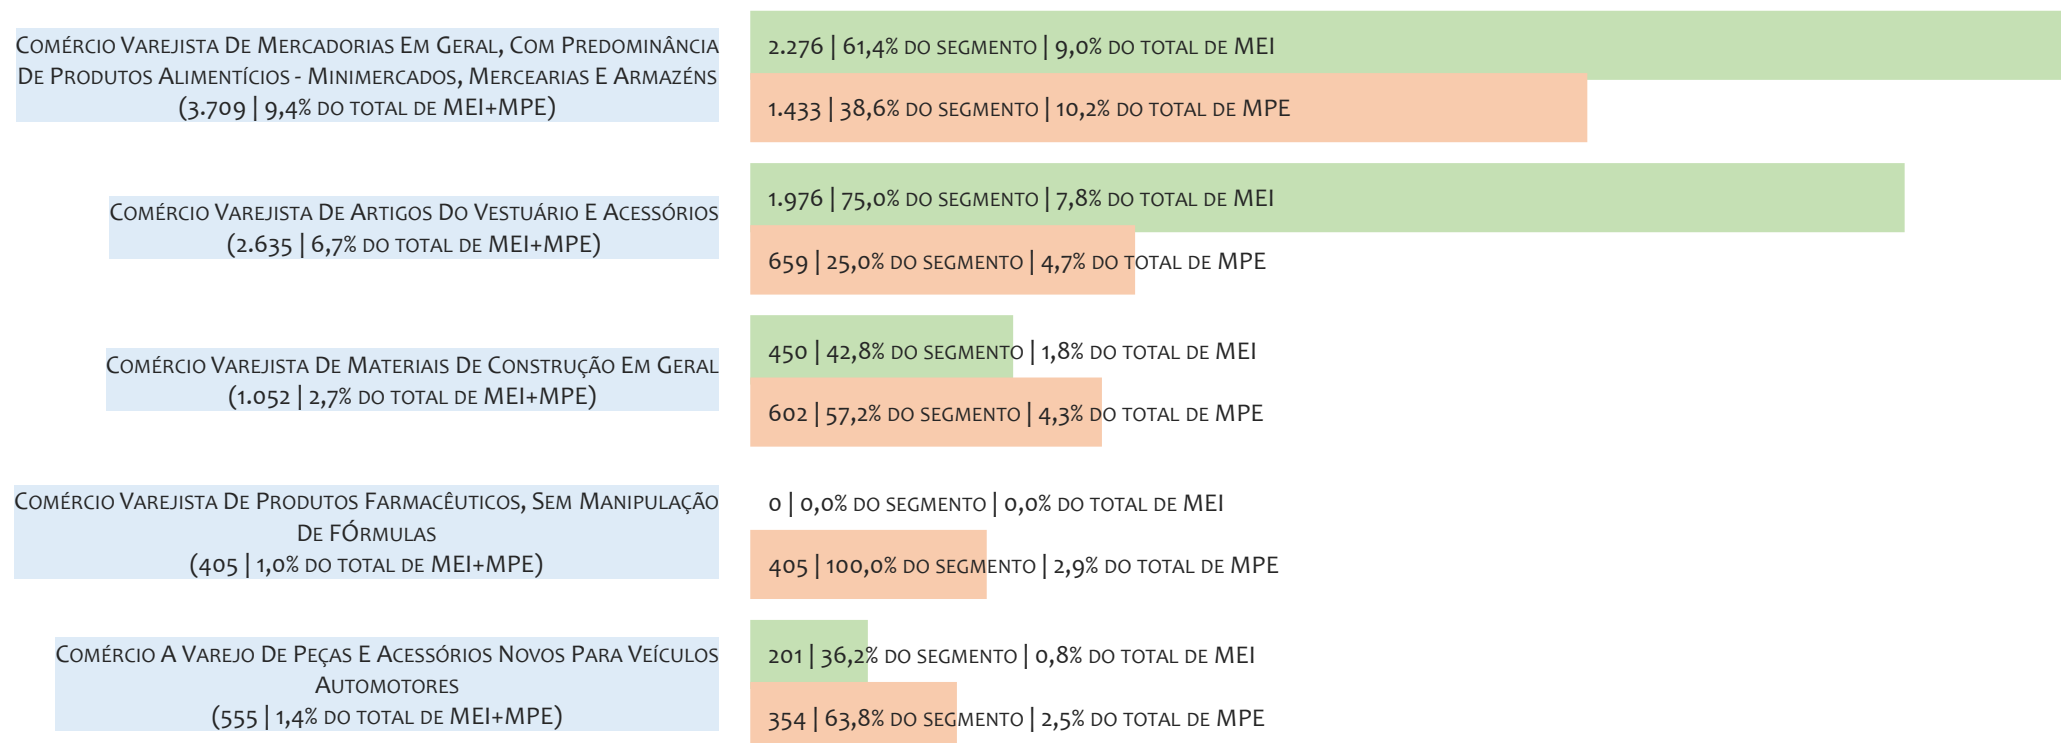 Comércio Varejista De Mercadorias Em Geral, Com Predominância
De Produtos Alimentícios - Minimercados, Mercearias E Armazéns
(3.709 | 9,4% do total de MEI+MPE)
2.276 | 61,4% do segmento | 9,0% do total de MEI
1.433 | 38,6% do segmento | 10,2% do total de MPE
Comércio Varejista De Artigos Do Vestuário E Acessórios
(2.635 | 6,7% do total de MEI+MPE)
1.976 | 75,0% do segmento | 7,8% do total de MEI
659 | 25,0% do segmento | 4,7% do total de MPE
Comércio Varejista De Materiais De Construção Em Geral
(1.052 | 2,7% do total de MEI+MPE)
450 | 42,8% do segmento | 1,8% do total de MEI
602 | 57,2% do segmento | 4,3% do total de MPE
Comércio Varejista De Produtos Farmacêuticos, Sem Manipulação
De FÓrmulas
(405 | 1,0% do total de MEI+MPE)
0 | 0,0% do segmento | 0,0% do total de MEI
405 | 100,0% do segmento | 2,9% do total de MPE
Comércio A Varejo De Peças E Acessórios Novos Para Veículos
Automotores
(555 | 1,4% do total de MEI+MPE)
201 | 36,2% do segmento | 0,8% do total de MEI
354 | 63,8% do segmento | 2,5% do total de MPE